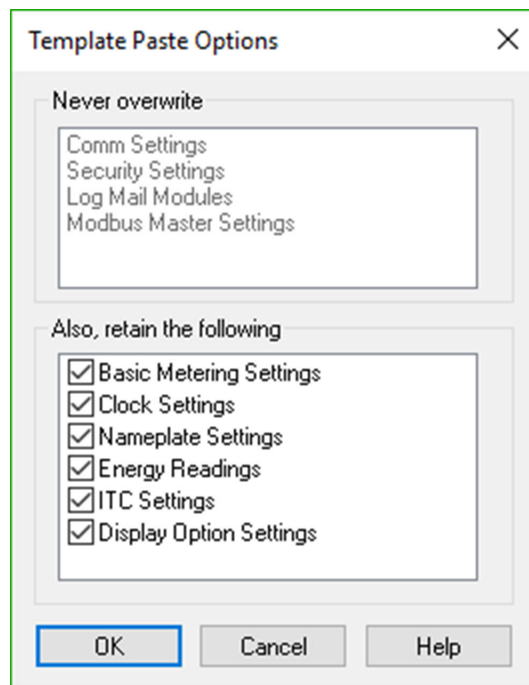 Template Paste Options
Never overwrite
Comm Settings
Security Settings
Log Mail Modules
Modbus Master Settings
Also, retain the following
Basic Metering Settings
Clock Settings
Nameplate Settings
Energy Readings
ITC Settings
Display Option Settings
OK Cancel Help